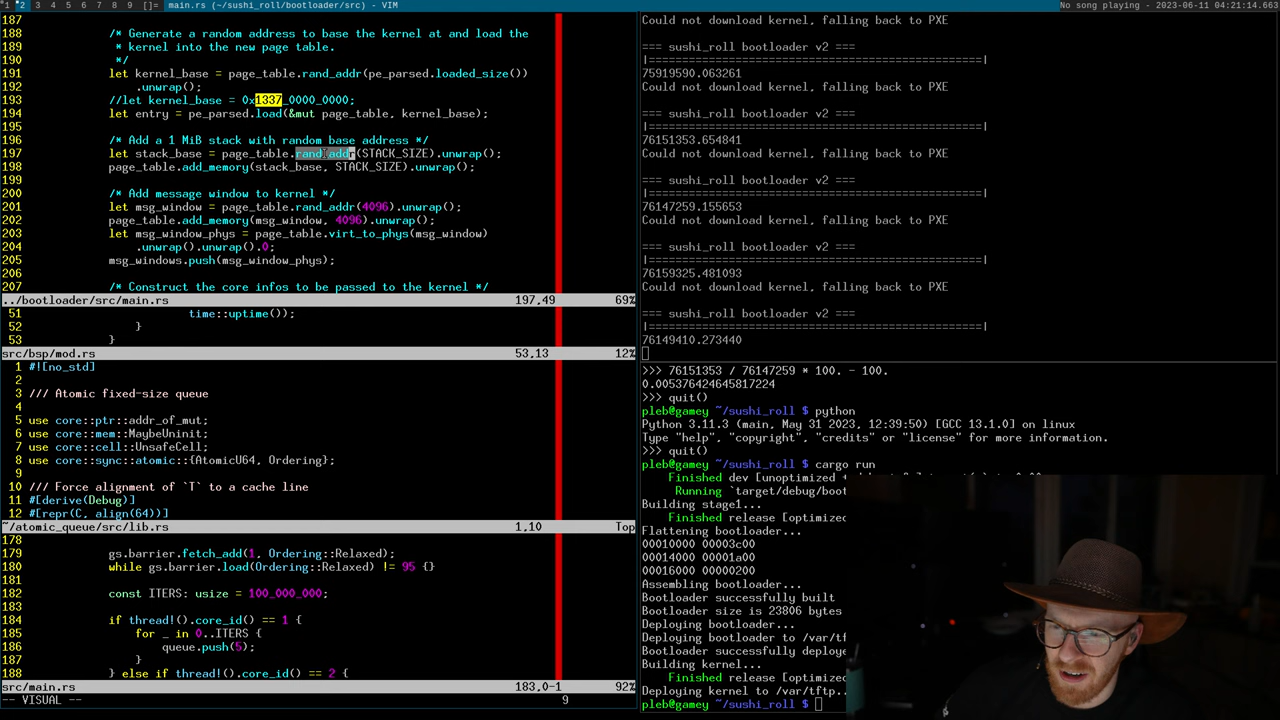 1 2 3 4 5 6 7 8 9 []= main.rs (~/sushi_roll/bootloader/src) - VIM
No song playing - 2023-06-11 04:21:14.663
187
188 /* Generate a random address to base the kernel at and load the
189 * kernel into the new page table.
190 */
191 let kernel_base = page_table.rand_addr(pe_parsed.loaded_size())
192 .unwrap();
193 //let kernel_base = 0x1337_0000_0000;
194 let entry = pe_parsed.load(&mut page_table, kernel_base);
195
196 /* Add a 1 MiB stack with random base address */
197 let stack_base = page_table.rand_addr(STACK_SIZE).unwrap();
198 page_table.add_memory(stack_base, STACK_SIZE).unwrap();
199
200 /* Add message window to kernel */
201 let msg_window = page_table.rand_addr(4096).unwrap();
202 page_table.add_memory(msg_window, 4096).unwrap();
203 let msg_window_phys = page_table.virt_to_phys(msg_window)
204 .unwrap().unwrap().0;
205 msg_windows.push(msg_window_phys);
206
207 /* Construct the core infos to be passed to the kernel */
../bootloader/src/main.rs 197,49 69%
51 time::uptime());
52 }
53 }
src/bsp/mod.rs 53,13 12%
1 #![no_std]
2
3 /// Atomic fixed-size queue
4
5 use core::ptr::addr_of_mut;
6 use core::mem::MaybeUninit;
7 use core::cell::UnsafeCell;
8 use core::sync::atomic::{AtomicU64, Ordering};
9
10 /// Force alignment of `T` to a cache line
11 #[derive(Debug)]
12 #[repr(C, align(64))]
~/atomic_queue/src/lib.rs 1,10 Top
178
179 gs.barrier.fetch_add(1, Ordering::Relaxed);
180 while gs.barrier.load(Ordering::Relaxed) != 95 {}
181
182 const ITERS: usize = 100_000_000;
183
184 if thread!().core_id() == 1 {
185 for _ in 0..ITERS {
186 queue.push(5);
187 }
188 } else if thread!().core_id() == 2 {
src/main.rs 183,0-1 92%
-- VISUAL -- 9
Could not download kernel, falling back to PXE
=== sushi_roll bootloader v2 ===
|==================================================|
75919590.063261
Could not download kernel, falling back to PXE
=== sushi_roll bootloader v2 ===
|==================================================|
76151353.654841
Could not download kernel, falling back to PXE
=== sushi_roll bootloader v2 ===
|==================================================|
76147259.155653
Could not download kernel, falling back to PXE
=== sushi_roll bootloader v2 ===
|==================================================|
76159325.481093
Could not download kernel, falling back to PXE
=== sushi_roll bootloader v2 ===
|==================================================|
76149410.273440
>>> 76151353 / 76147259 * 100. - 100.
0.005376424645817224
>>> quit()
pleb@gamey ~/sushi_roll $ python
Python 3.11.3 (main, May 31 2023, 12:39:50) [GCC 13.1.0] on linux
Type "help", "copyright", "credits" or "license" for more information.
>>> quit()
pleb@gamey ~/sushi_roll $ cargo run
Finished dev [unoptimized +
Running `target/debug/boot
Building stage1...
Finished release [optimized
Flattening bootloader...
00010000 00003c00
00014000 00001a00
00016000 00000200
Assembling bootloader...
Bootloader successfully built
Bootloader size is 23806 bytes
Deploying bootloader...
Deploying bootloader to /var/tf
Bootloader successfully deploye
Building kernel...
Finished release [optimized
Deploying kernel to /var/tftp..
pleb@gamey ~/sushi_roll $